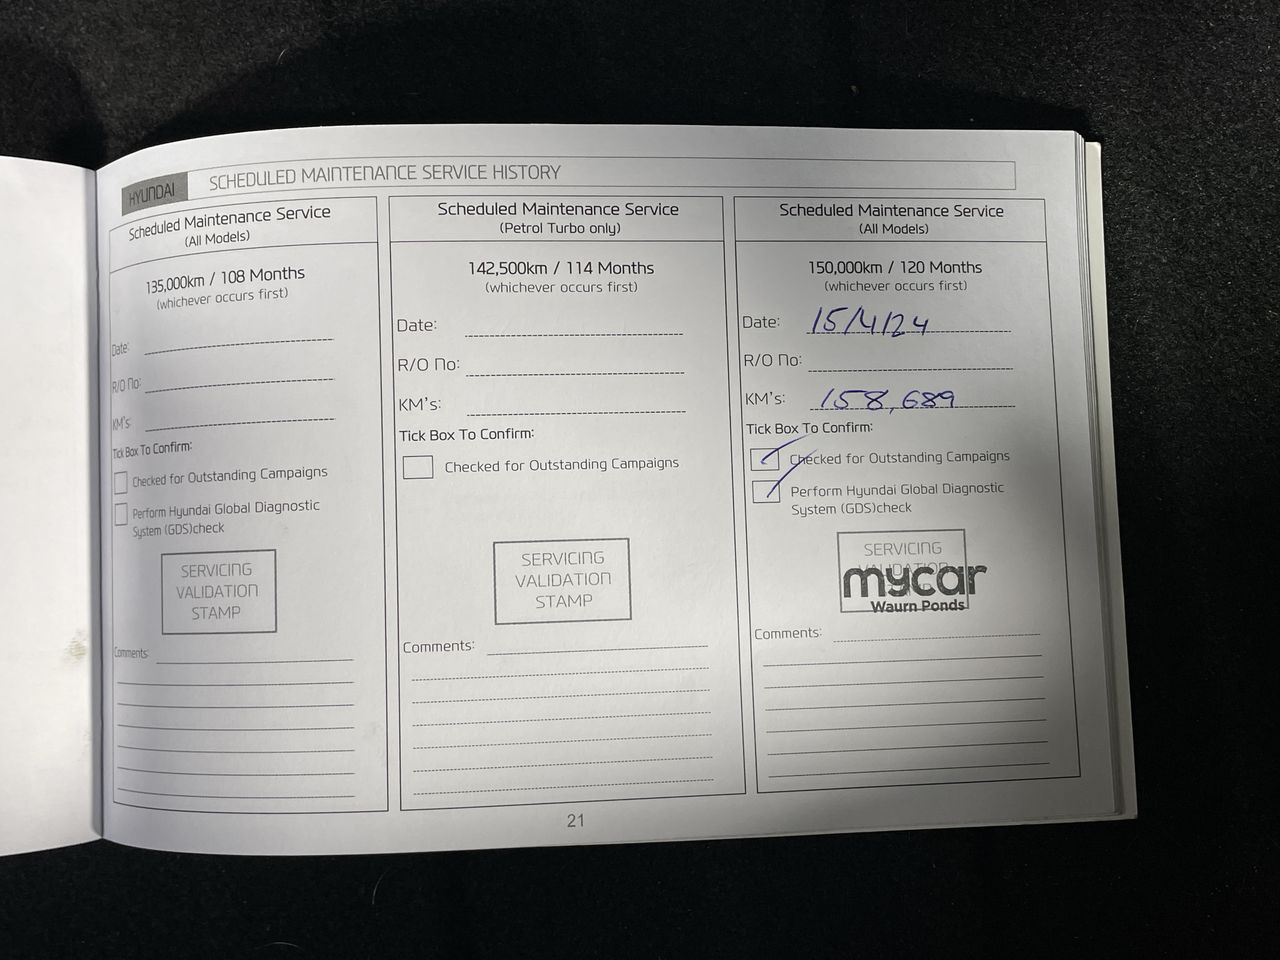 HYUNDAI SCHEDULED MAINTENANCE SERVICE HISTORY
Scheduled Maintenance Service
(All Models)
135,000km / 108 Months
(whichever occurs first)
Date:
R/O No:
KM's:
Tick Box To Confirm:
Checked for Outstanding Campaigns
Perform Hyundai Global Diagnostic
System (GDS)check
SERVICING
VALIDATION
STAMP
Comments:
Scheduled Maintenance Service
(Petrol Turbo only)
142,500km / 114 Months
(whichever occurs first)
Date:
R/O No:
KM's:
Tick Box To Confirm:
Checked for Outstanding Campaigns
SERVICING
VALIDATION
STAMP
Comments:
Scheduled Maintenance Service
(All Models)
150,000km / 120 Months
(whichever occurs first)
Date: 15/4/24
R/O No:
KM's: 158,689
Tick Box To Confirm:
Checked for Outstanding Campaigns
Perform Hyundai Global Diagnostic
System (GDS)check
SERVICING
VALIDATION
STAMP
mycar
Waurn Ponds
Comments:
21